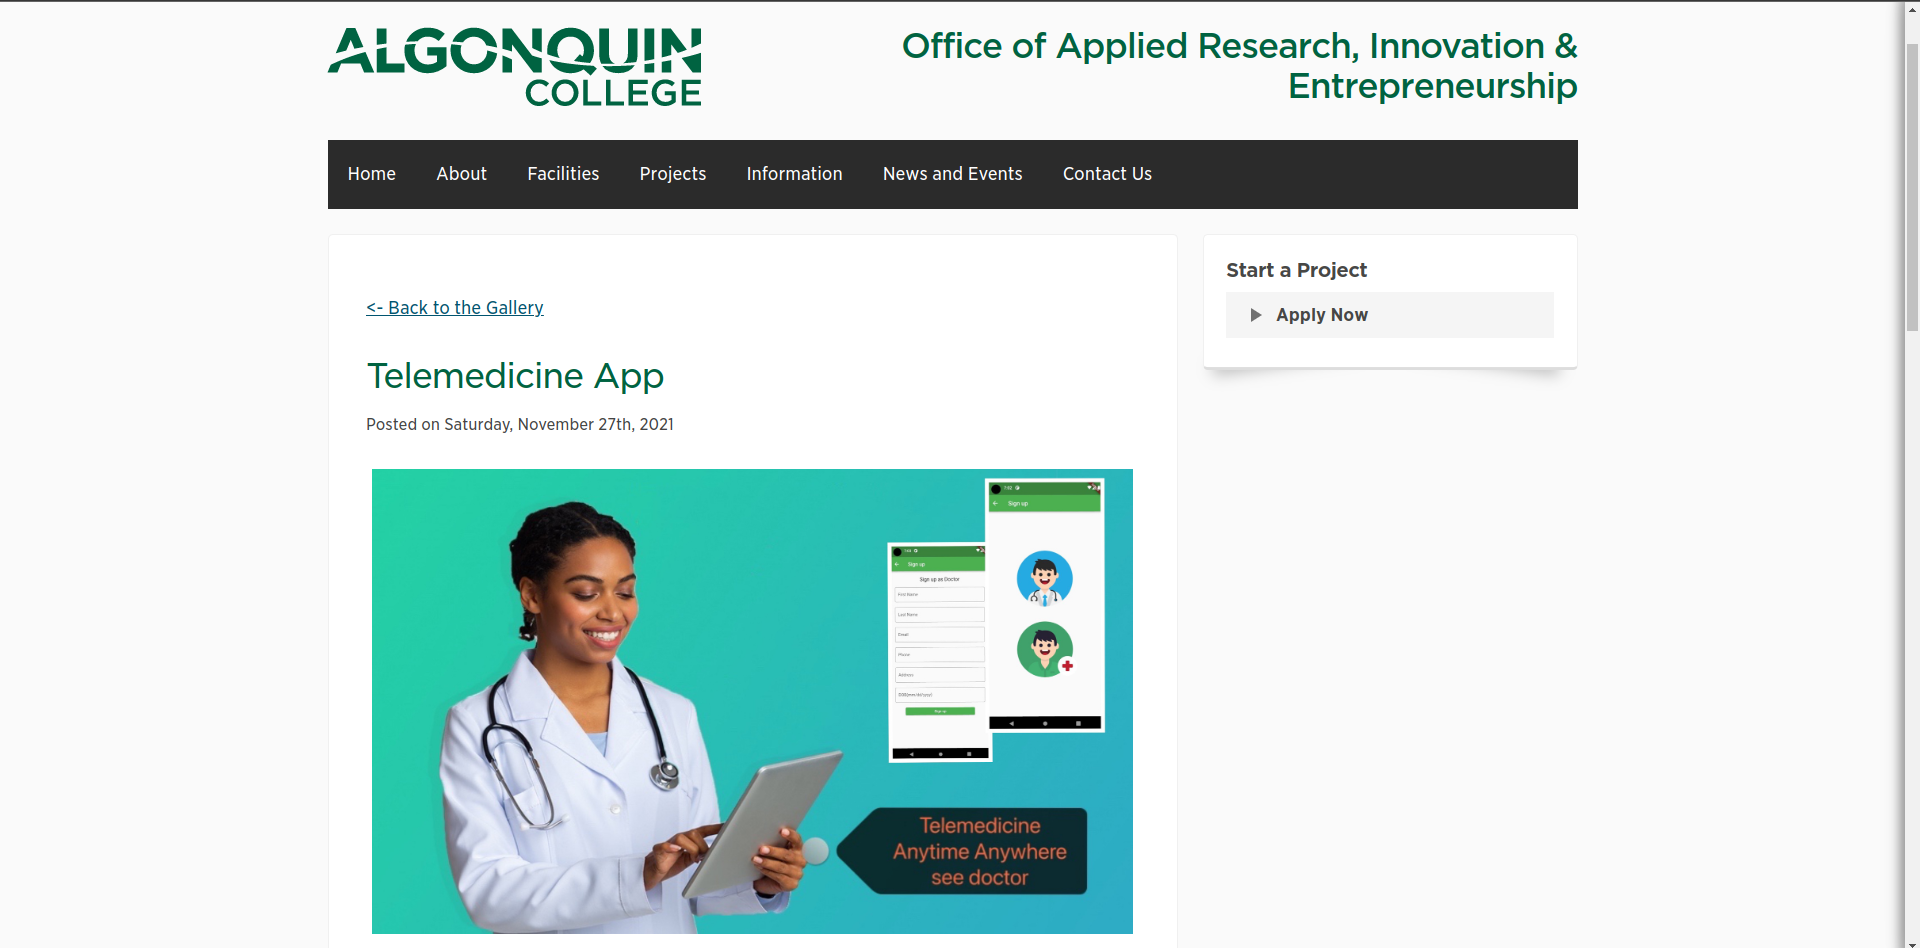 ALGONQUIN
COLLEGE
Office of Applied Research, Innovation &
Entrepreneurship
Home
About
Facilities
Projects
Information
News and Events
Contact Us
<- Back to the Gallery
Telemedicine App
Posted on Saturday, November 27th, 2021
Start a Project
Apply Now
Sign up
Sign up
Sign up as Doctor
First Name
Last Name
Email
Phone
Address
Sign up
Telemedicine
Anytime Anywhere
see doctor